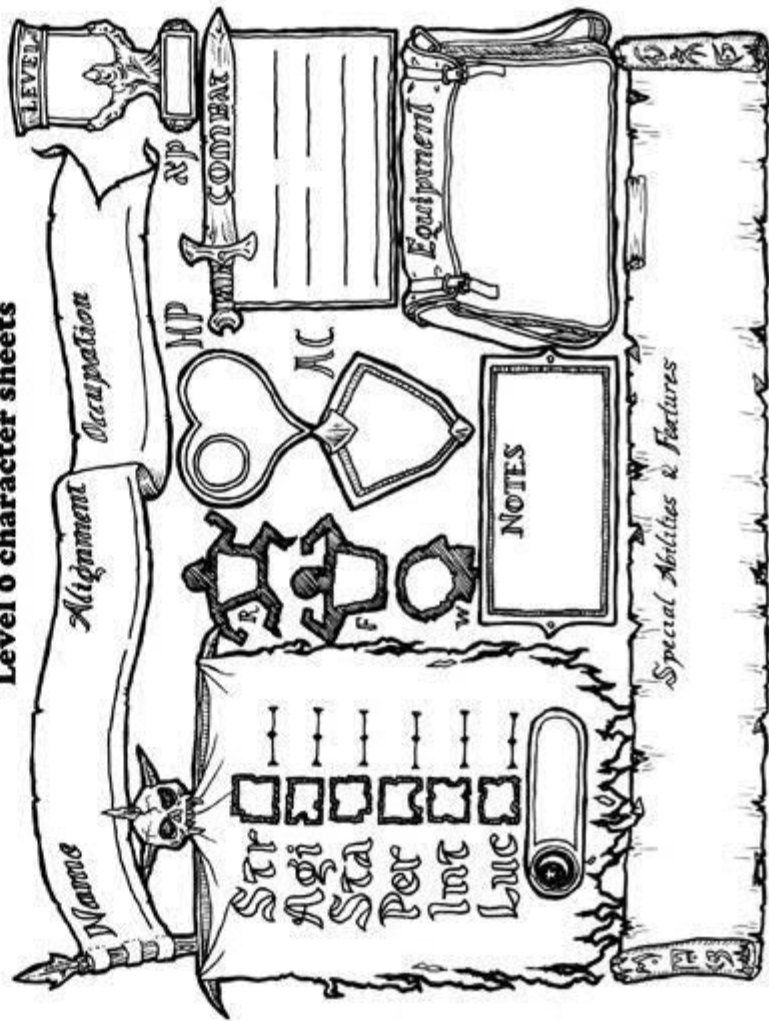 Level 0 character sheets
Name
Alignment
Occupation
LEVEL
XP
HP
AC
COMBAT
Str
Agi
Sta
Per
Int
Luc
R
F
W
NOTES
Equipment
Special Abilities & Features